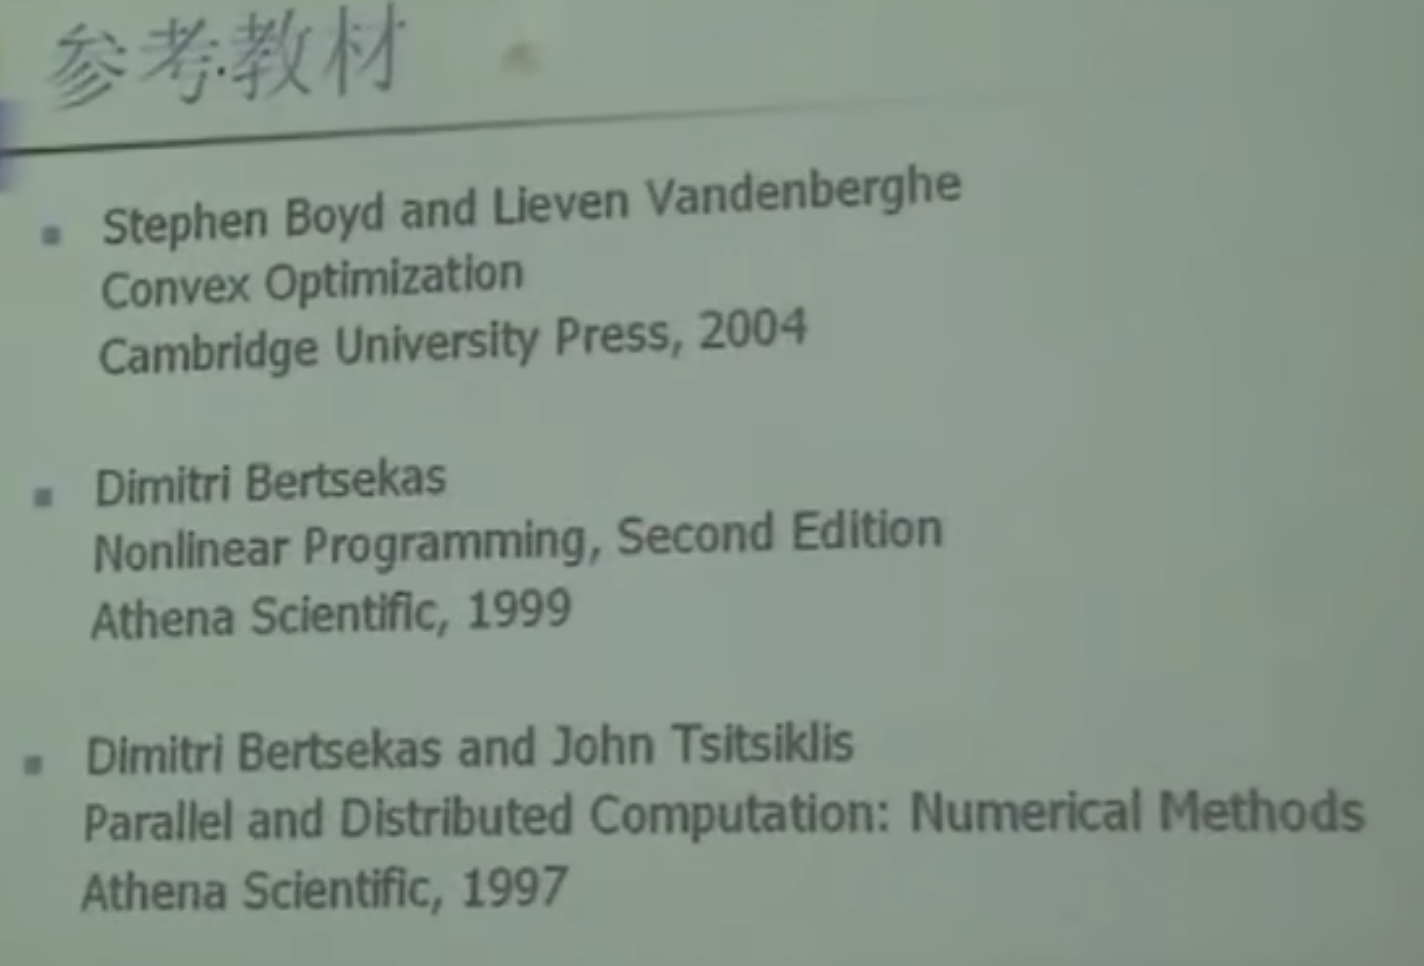 参考教材
Stephen Boyd and Lieven Vandenberghe
Convex Optimization
Cambridge University Press, 2004
Dimitri Bertsekas
Nonlinear Programming, Second Edition
Athena Scientific, 1999
Dimitri Bertsekas and John Tsitsiklis
Parallel and Distributed Computation: Numerical Methods
Athena Scientific, 1997